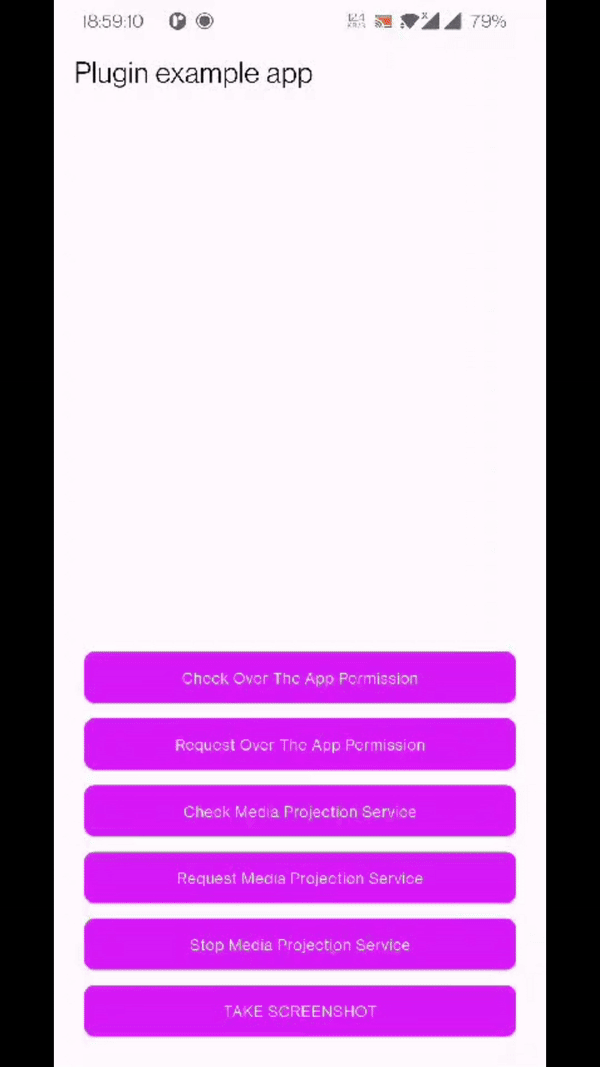 18:59:10
79%
Plugin example app
Check Over The App Permission
Request Over The App Permission
Check Media Projection Service
Request Media Projection Service
Stop Media Projection Service
TAKE SCREENSHOT